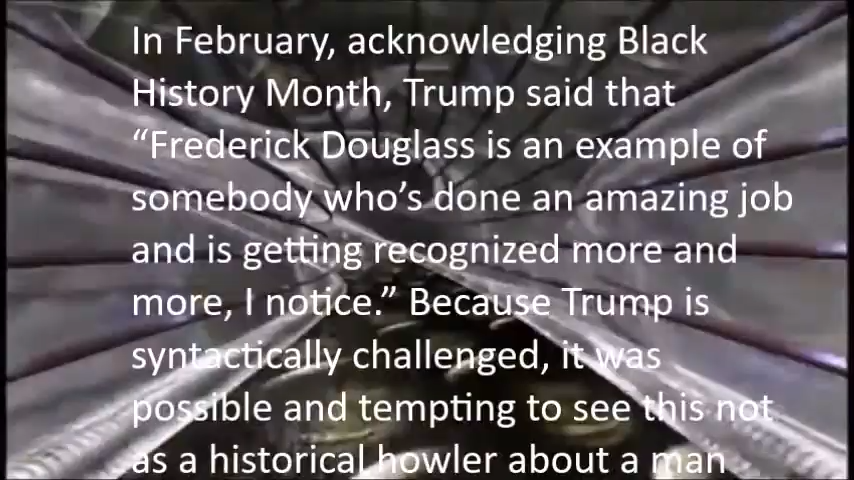 In February, acknowledging Black
History Month, Trump said that
“Frederick Douglass is an example of
somebody who’s done an amazing job
and is getting recognized more and
more, I notice.” Because Trump is
syntactically challenged, it was
possible and tempting to see this not
as a historical howler about a man